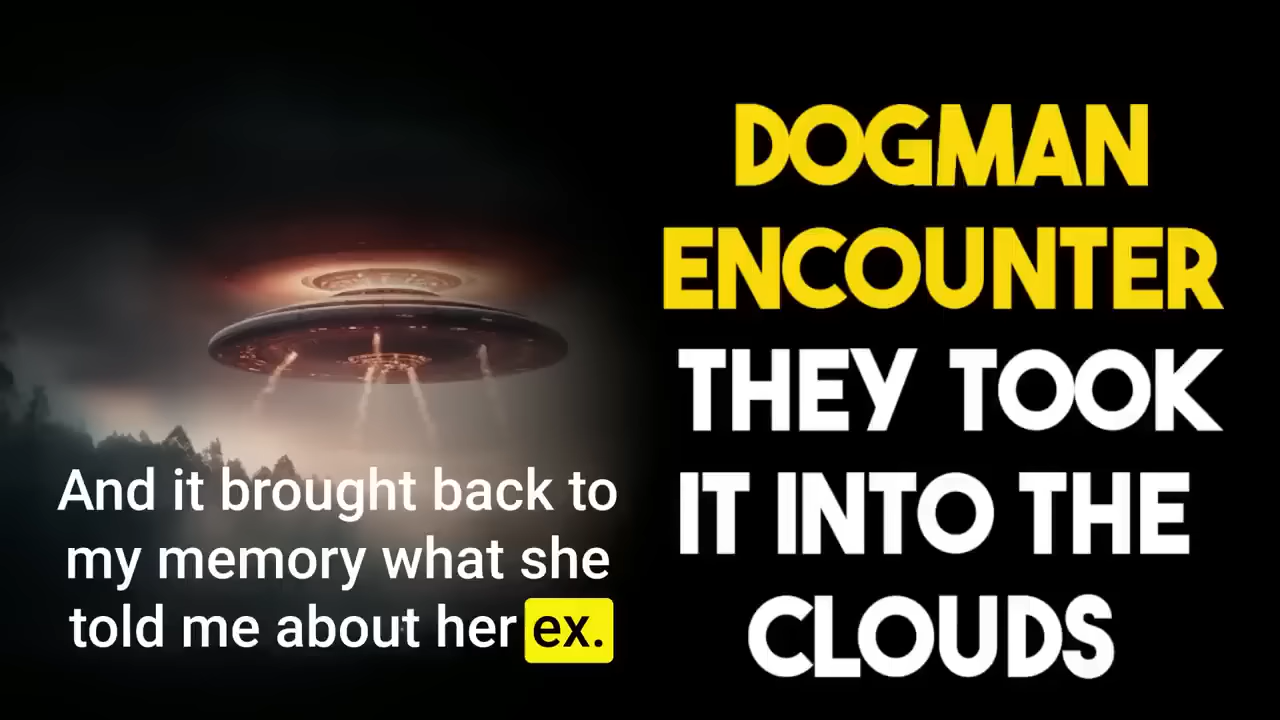 And it brought back to
my memory what she
told me about her ex.
DOGMAN
ENCOUNTER
THEY TOOK
IT INTO THE
CLOUDS